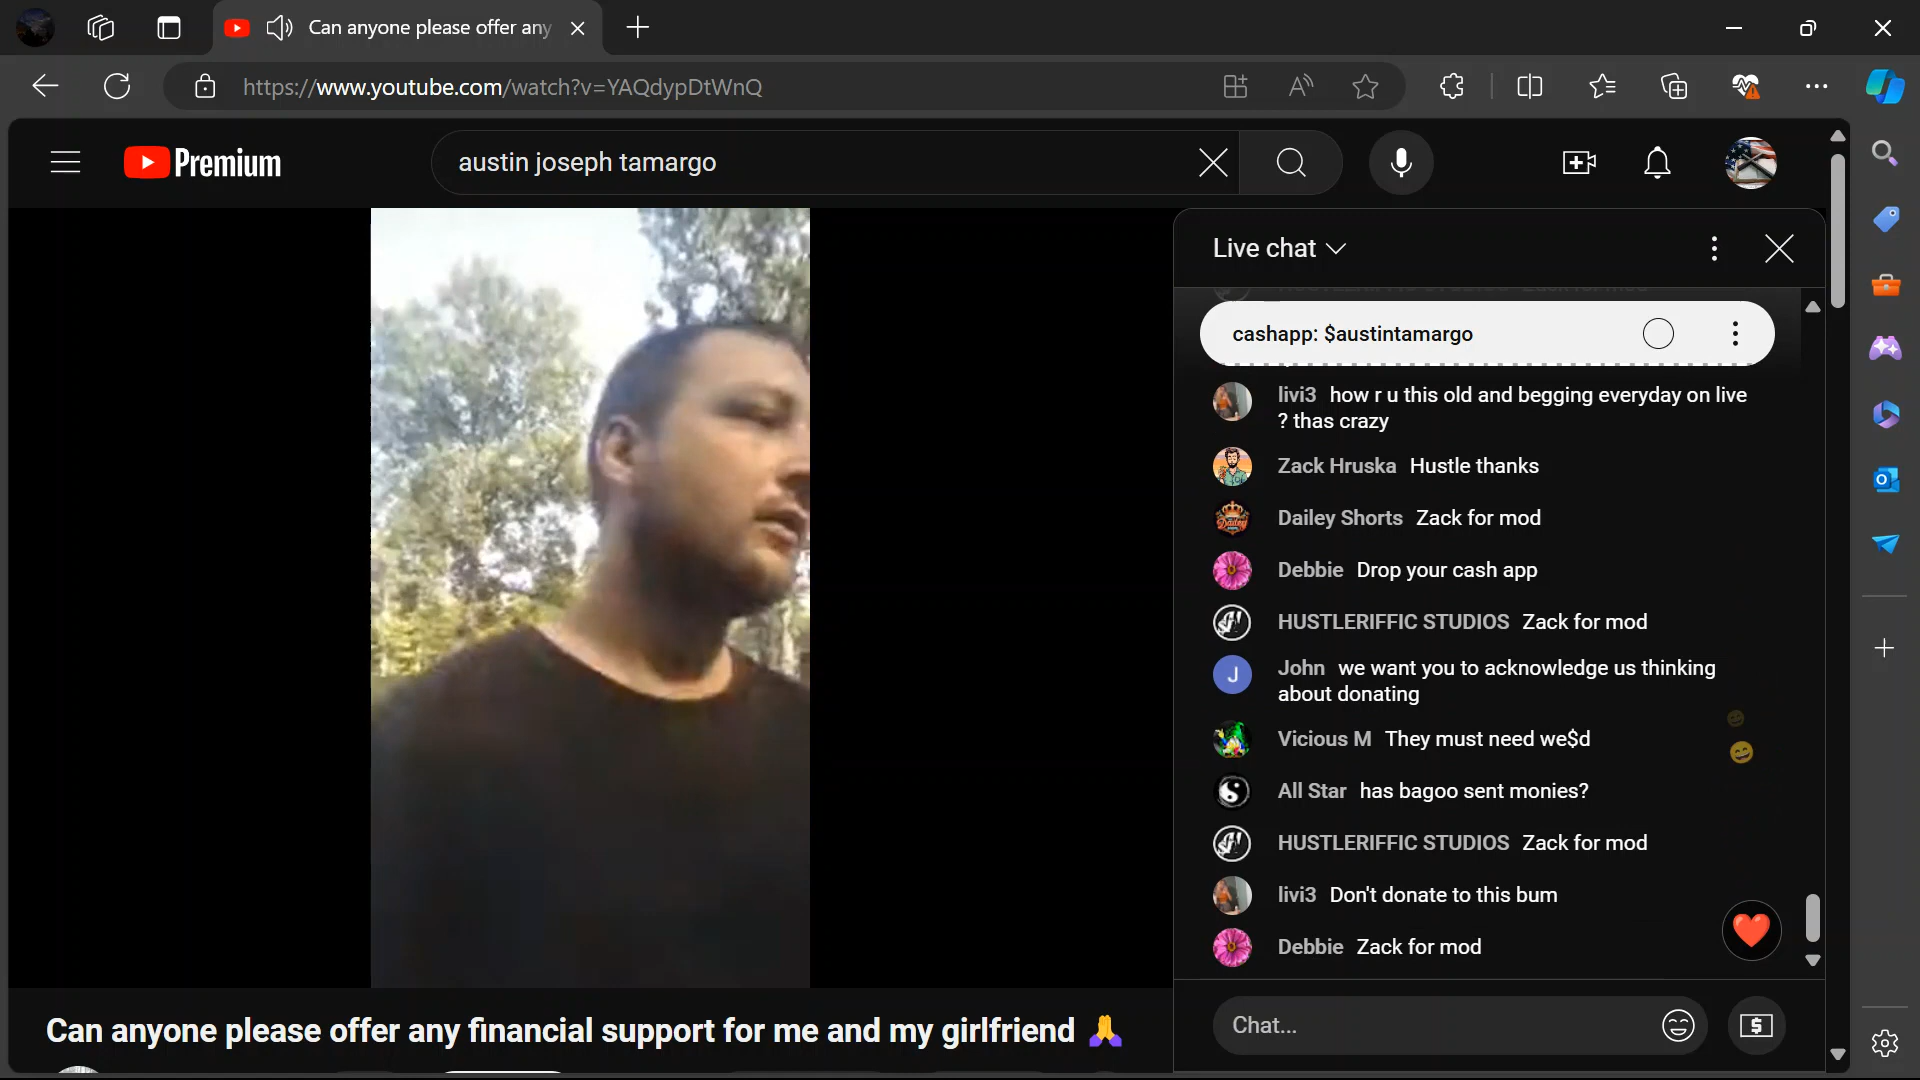 Can anyone please offer any
https://www.youtube.com/watch?v=YAQdypDtWnQ
Premium
austin joseph tamargo
Live chat
cashapp: $austintamargo
livi3 how r u this old and begging everyday on live
? thas crazy
Zack Hruska Hustle thanks
Dailey Shorts Zack for mod
Debbie Drop your cash app
HUSTLERIFFIC STUDIOS Zack for mod
J
John we want you to acknowledge us thinking
about donating
Vicious M They must need we$d
All Star has bagoo sent monies?
HUSTLERIFFIC STUDIOS Zack for mod
livi3 Don't donate to this bum
Debbie Zack for mod
Chat...
Can anyone please offer any financial support for me and my girlfriend 🙏